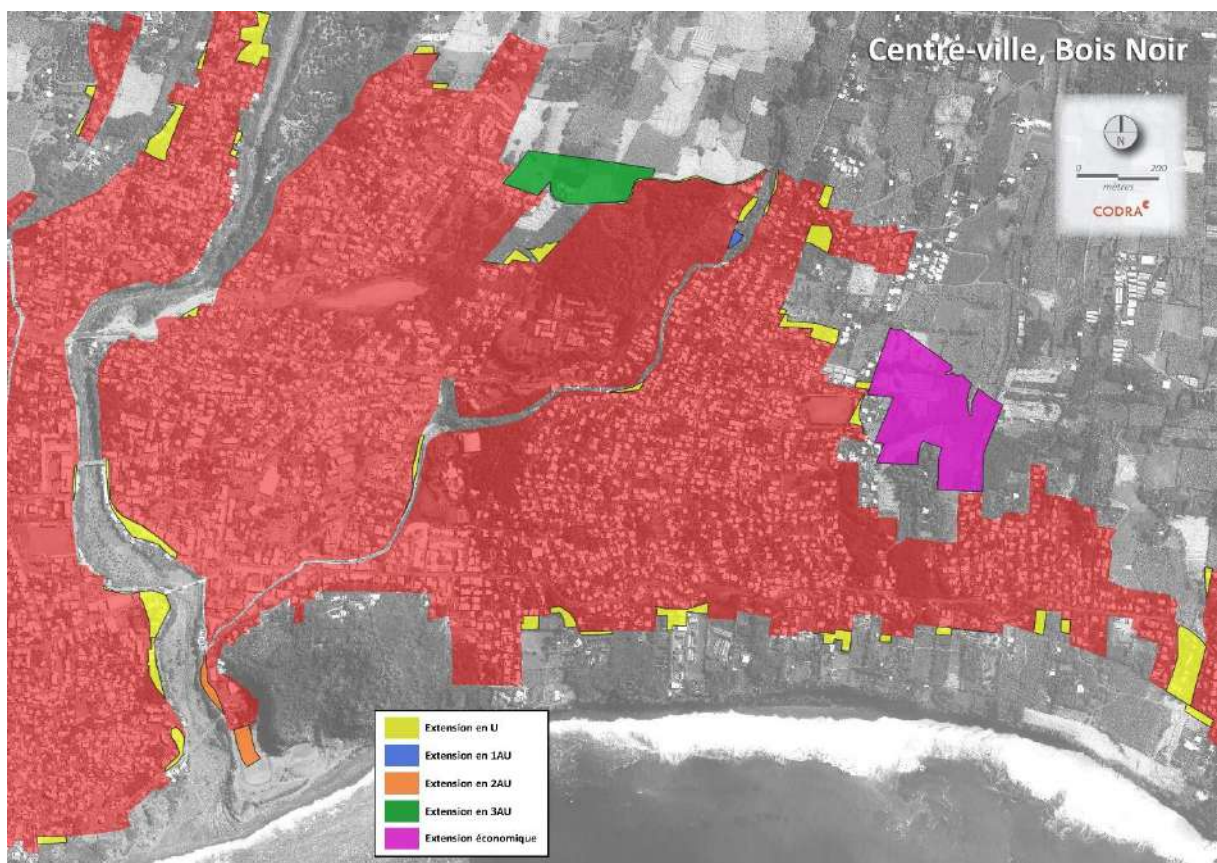 Centre-ville, Bois Noir
N
0 200
mètres
CODRA
Extension en U
Extension en 1AU
Extension en 2AU
Extension en 3AU
Extension économique